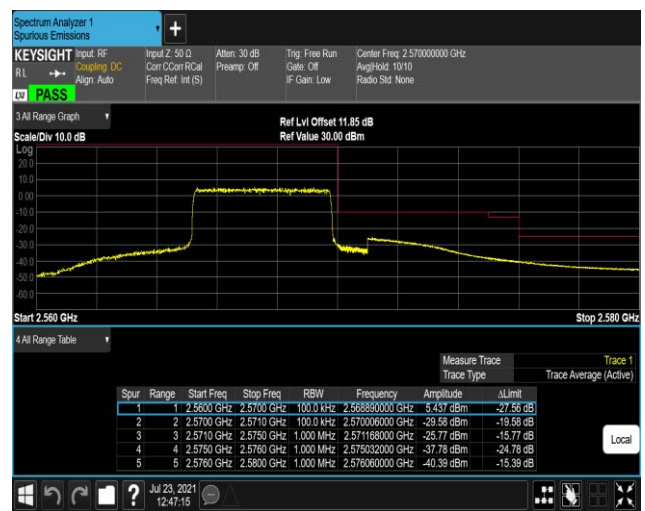 Spectrum Analyzer 1
Spurious Emissions
+
KEYSIGHT Input: RF Input Z: 50 Ω Atten: 30 dB Trig: Free Run Center Freq: 2.570000000 GHz
RL Coupling: DC Corr CCorr RCal Preamp: Off Gate: Off Avg|Hold: 10/10
Align: Auto Freq Ref: Int (S) IF Gain: Low Radio Std: None
LXI PASS
3 All Range Graph
Ref Lvl Offset 11.85 dB
Scale/Div 10.0 dB Ref Value 30.00 dBm
Log
20.0
10.0
0.00
-10.0
-20.0
-30.0
-40.0
-50.0
-60.0
Start 2.560 GHz Stop 2.580 GHz
4 All Range Table
Measure Trace Trace 1
Trace Type Trace Average (Active)
Spur Range Start Freq Stop Freq RBW Frequency Amplitude ΔLimit
1 1 2.5600 GHz 2.5700 GHz 100.0 kHz 2.568890000 GHz 5.437 dBm -27.56 dB
2 2 2.5700 GHz 2.5710 GHz 100.0 kHz 2.570006000 GHz -29.58 dBm -19.58 dB
3 3 2.5710 GHz 2.5750 GHz 1.000 MHz 2.571168000 GHz -25.77 dBm -15.77 dB
4 4 2.5750 GHz 2.5760 GHz 1.000 MHz 2.575032000 GHz -37.78 dBm -24.78 dB
5 5 2.5760 GHz 2.5800 GHz 1.000 MHz 2.576060000 GHz -40.39 dBm -15.39 dB
Local
? Jul 23, 2021
12:47:15